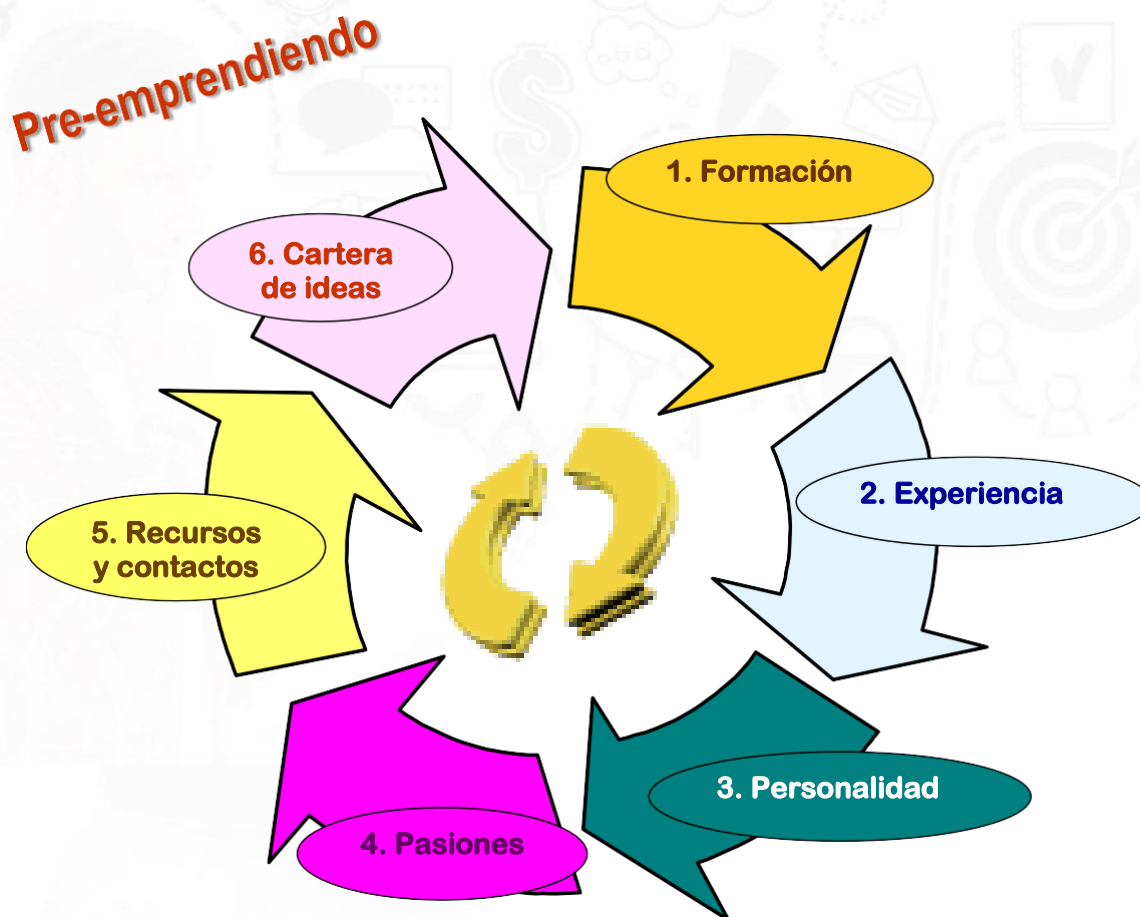 Pre-emprendiendo
1. Formación
2. Experiencia
3. Personalidad
4. Pasiones
5. Recursos
y contactos
6. Cartera
de ideas